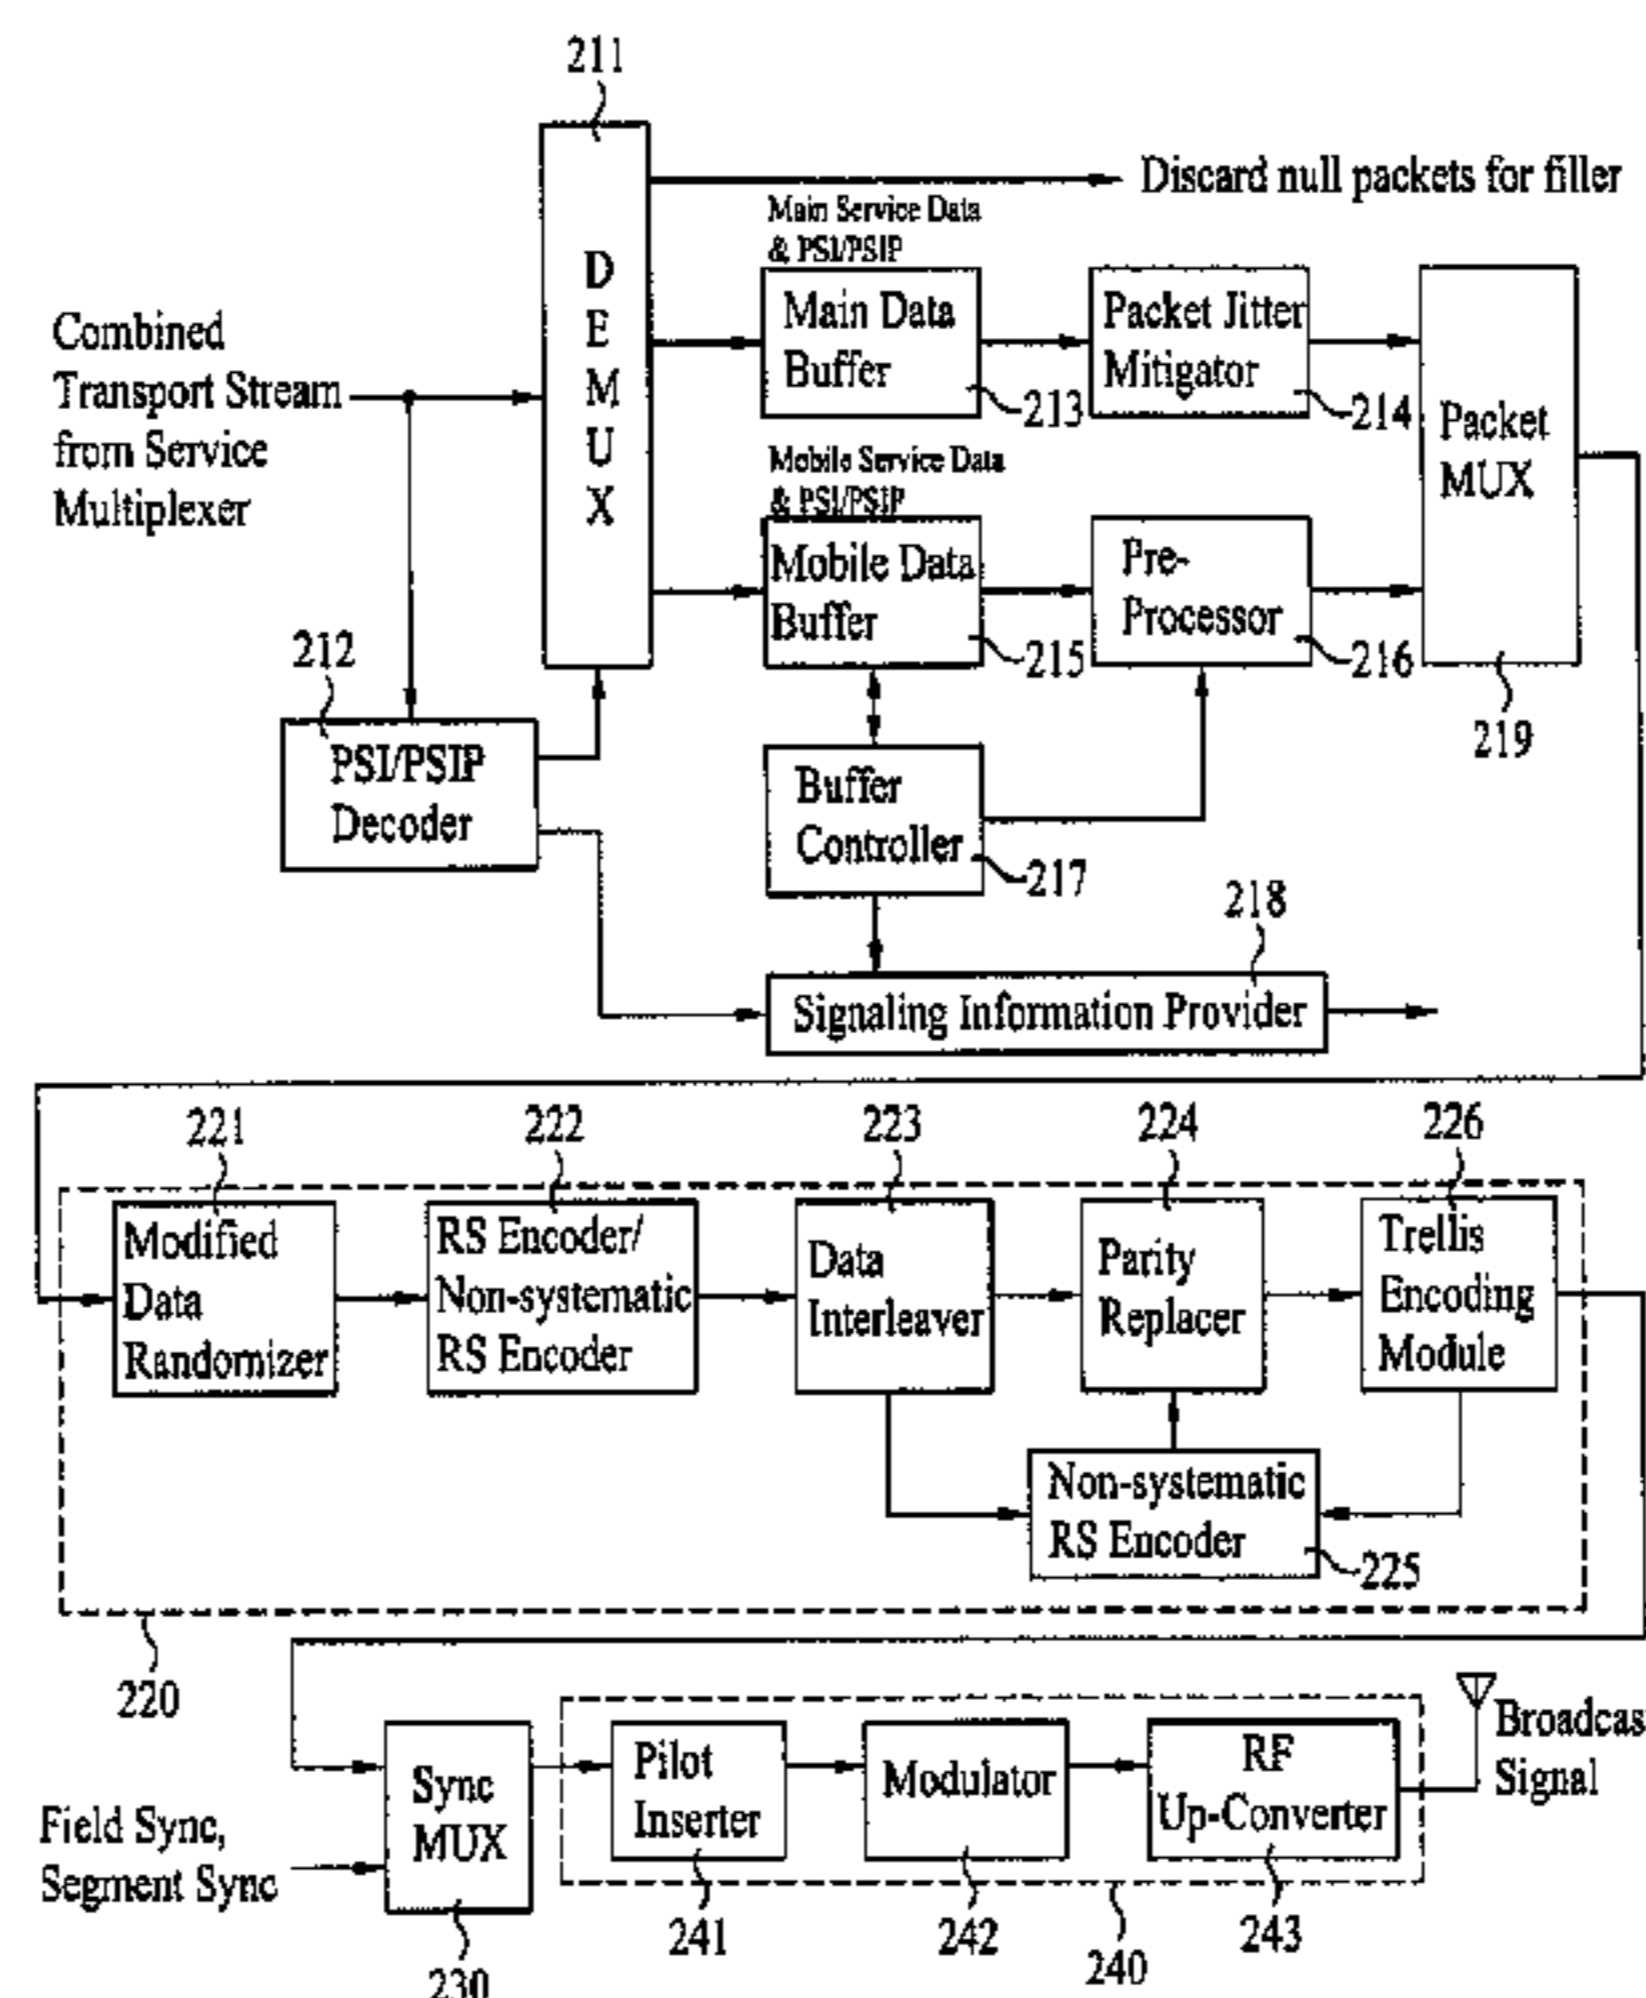 211
Discard null packets for filler
Main Service Data
& PSI/PSIP
D
E
M
U
X
Main Data
Buffer
213
Packet Jitter
Mitigator
214
Packet
MUX
219
Combined
Transport Stream
from Service
Multiplexer
Mobile Service Data
& PSI/PSIP
Mobile Data
Buffer
215
Pre-
Processor
216
212
PSI/PSIP
Decoder
Buffer
Controller
217
218
Signaling Information Provider
221
222
223
224
226
Modified
Data
Randomizer
RS Encoder/
Non-systematic
RS Encoder
Data
Interleaver
Parity
Replacer
Trellis
Encoding
Module
Non-systematic
RS Encoder
225
220
Broadcas
Signal
Field Sync,
Segment Sync
Sync
MUX
230
Pilot
Inserter
241
Modulator
242
RF
Up-Converter
243
240